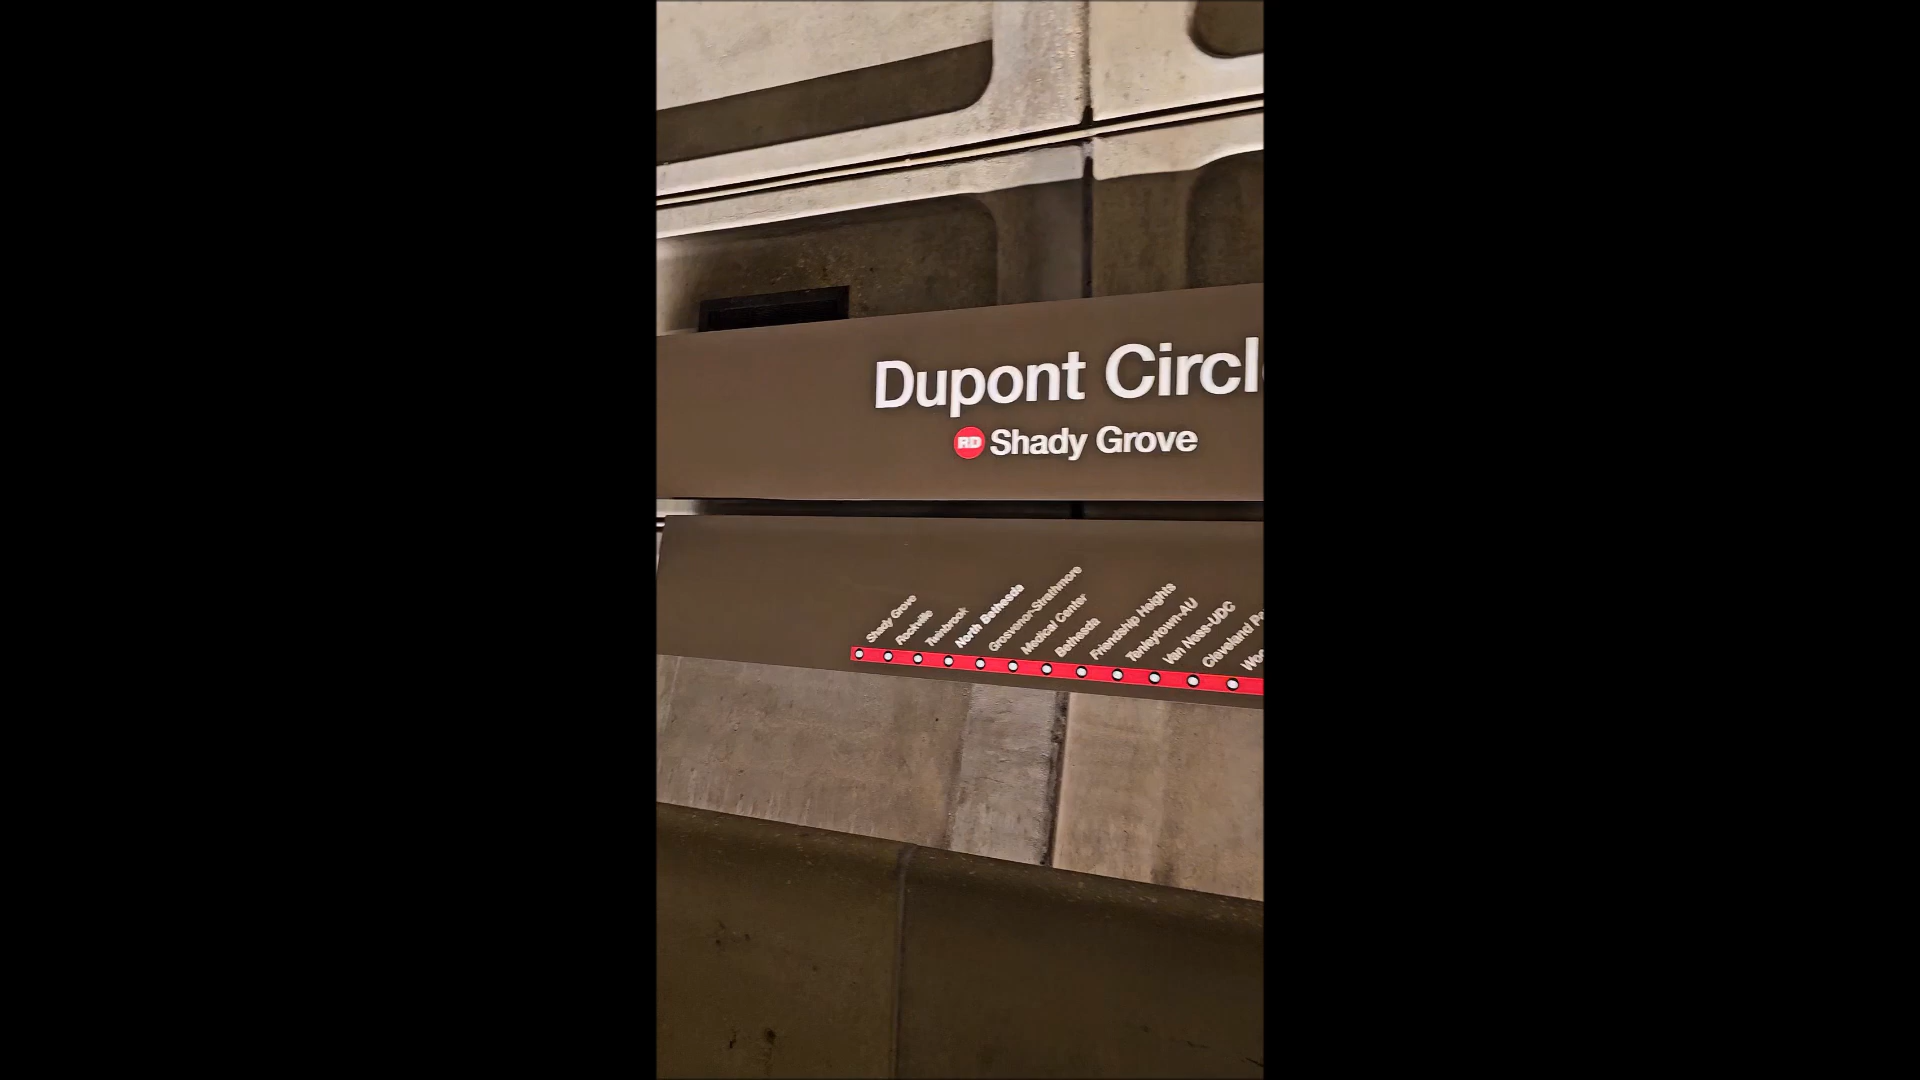 Dupont Circl
RD Shady Grove
Shady Grove
Rockville
Twinbrook
North Bethesda
Grosvenor-Strathmore
Medical Center
Bethesda
Friendship Heights
Tenleytown-AU
Van Ness-UDC
Cleveland